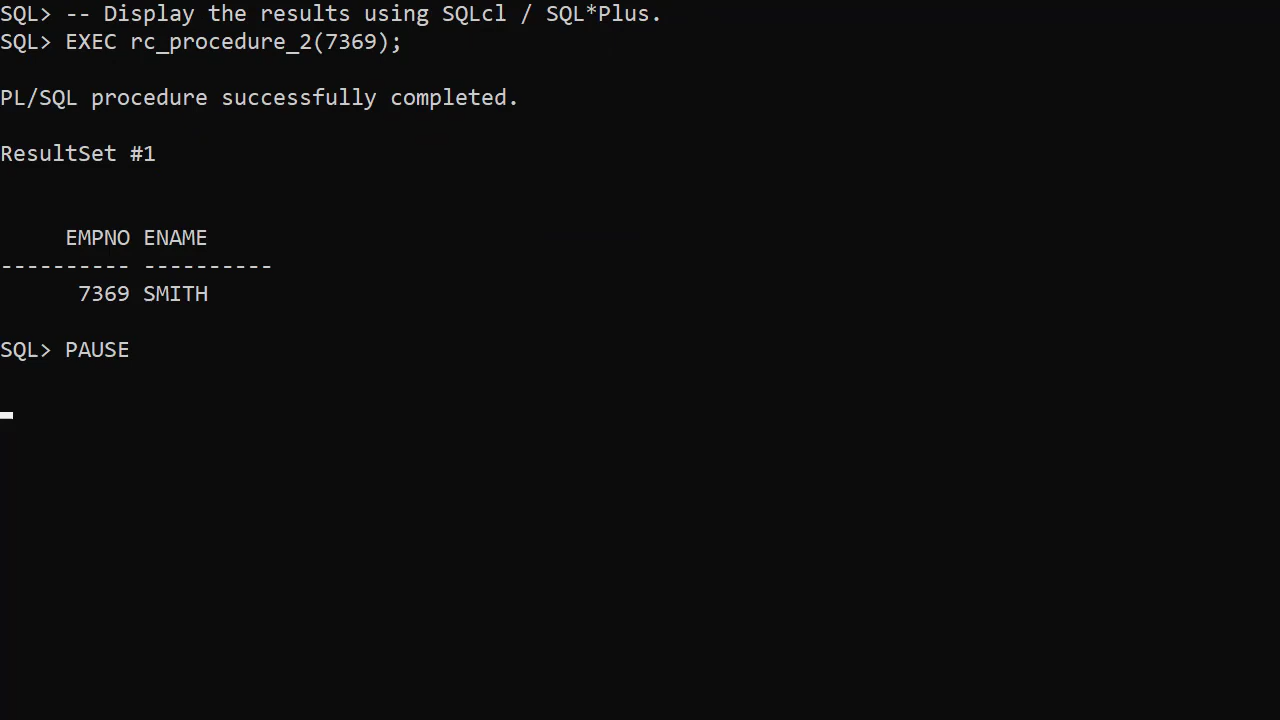 SQL> -- Display the results using SQLcl / SQL*Plus.
SQL> EXEC rc_procedure_2(7369);
PL/SQL procedure successfully completed.
ResultSet #1
     EMPNO ENAME
---------- ----------
      7369 SMITH
SQL> PAUSE